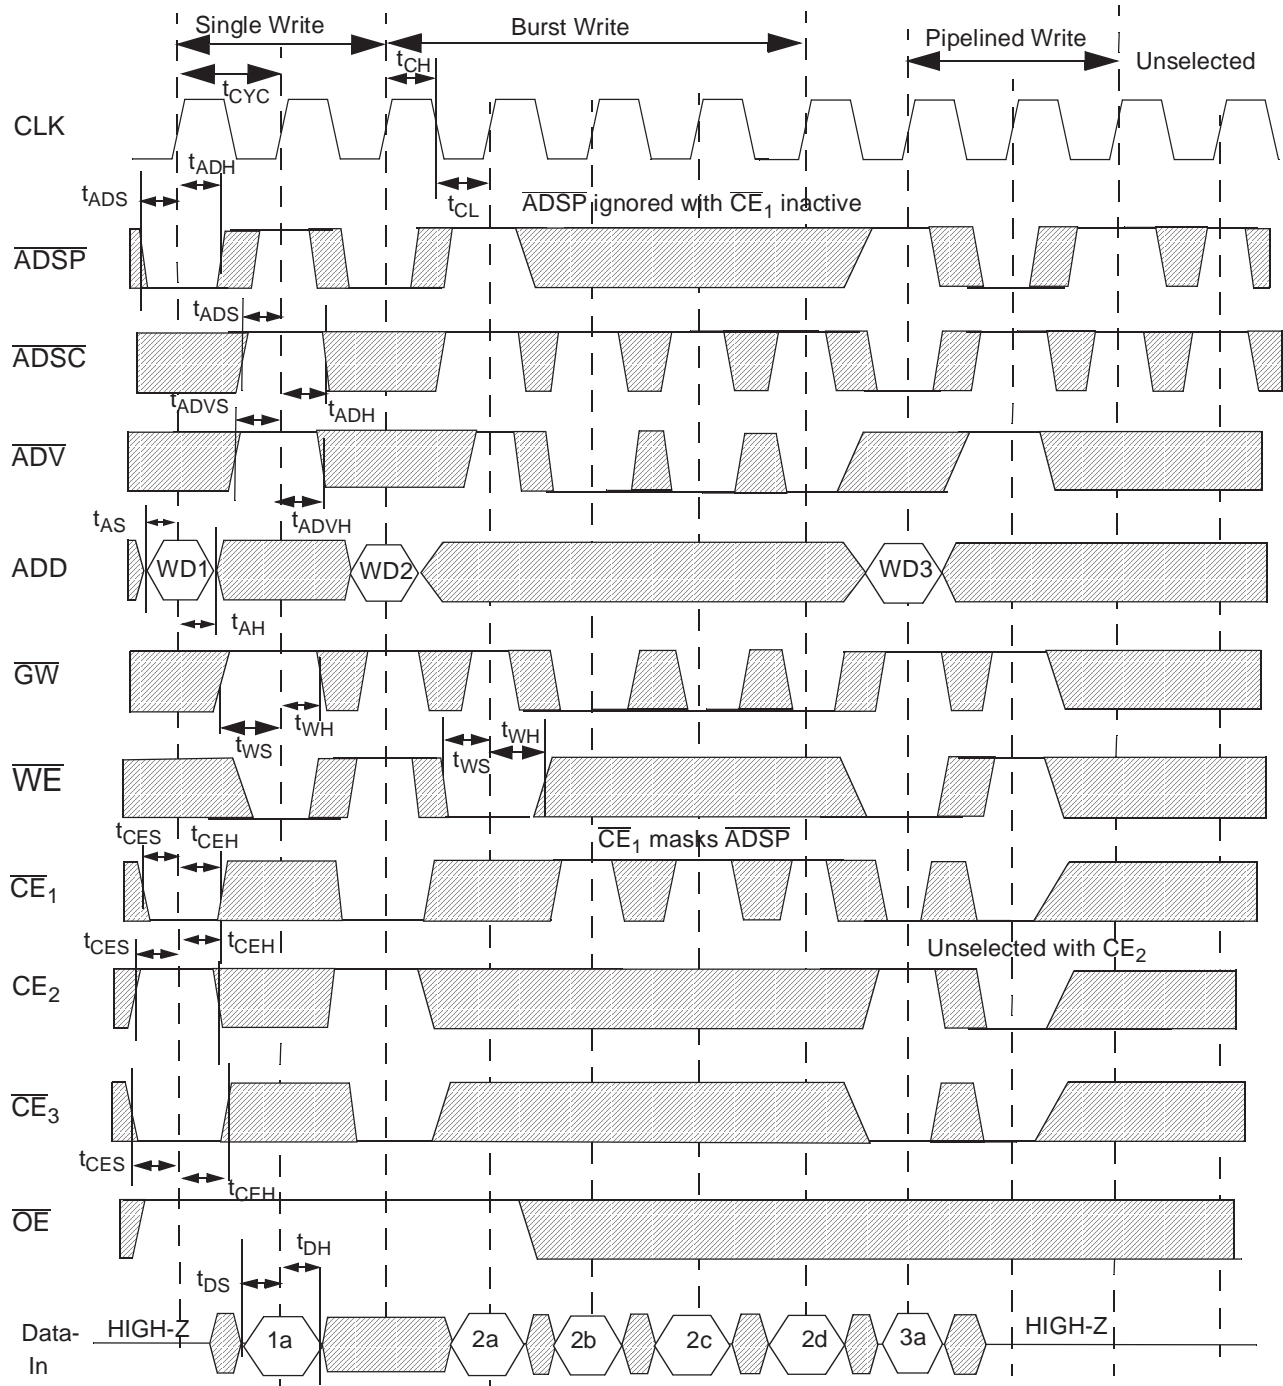 Single Write
Burst Write
Pipelined Write
Unselected
tCH
tCYC
CLK
tADH
tADS
tCL
ADSP ignored with CE1 inactive
ADSP
tADS
ADSC
tADVS
tADH
ADV
tAS
tADVH
ADD
WD1
WD2
WD3
tAH
GW
tWH
tWS
tWH
tWS
WE
tCES
tCEH
CE1 masks ADSP
CE1
tCES
tCEH
Unselected with CE2
CE2
CE3
tCES
tCEH
OE
tDH
tDS
Data-In
HIGH-Z
1a
2a
2b
2c
2d
3a
HIGH-Z